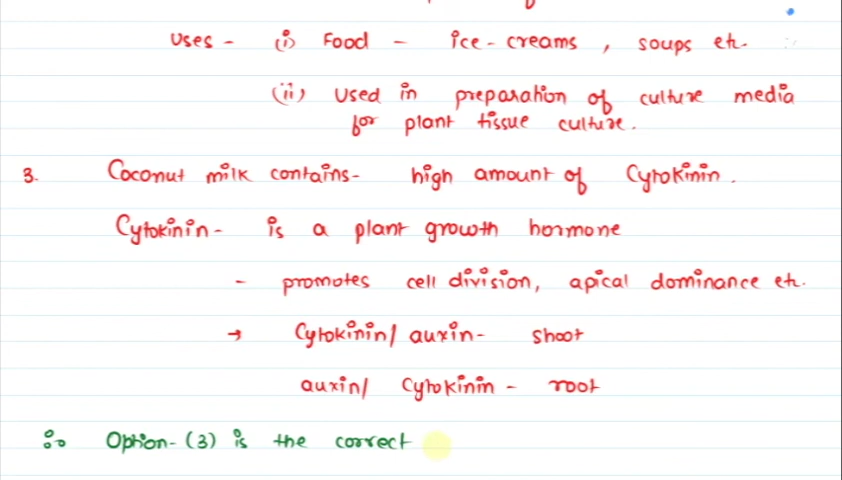 Uses - (i) Food - ice-creams, soups etc.
(ii) Used in preparation of culture media
for plant tissue culture.
3. Coconut milk contains- high amount of Cytokinin.
Cytokinin- is a plant growth hormone
- promotes cell division, apical dominance etc.
→ Cytokinin/ auxin- shoot
auxin/ Cytokinin - root
∴ Option-(3) is the correct